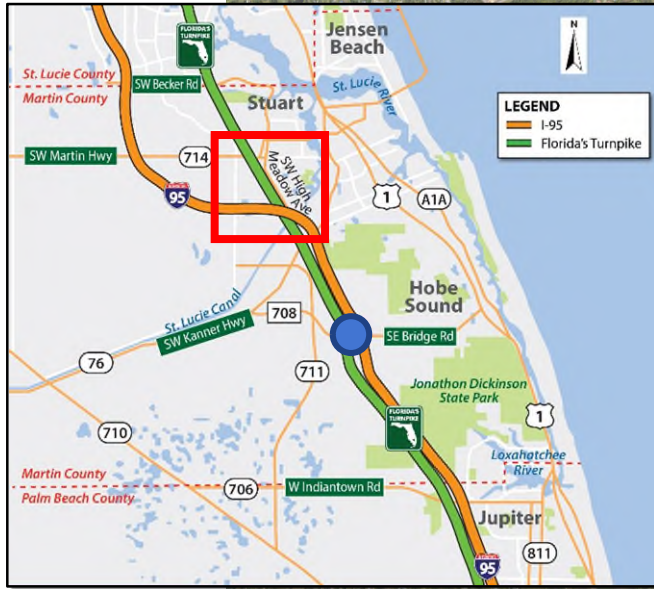 FLORIDA'S
TURNPIKE
Jensen
Beach
N
St. Lucie County
Martin County
SW Becker Rd
St. Lucie River
Stuart
LEGEND
I-95
Florida's Turnpike
SW Martin Hwy
714
SW High
Meadow Ave
95
1
A1A
Hobe
Sound
St. Lucie Canal
708
SW Kanner Hwy
SE Bridge Rd
76
711
Jonathon Dickinson
State Park
FLORIDA'S
TURNPIKE
1
710
Loxahatchee
River
Martin County
Palm Beach County
706
W Indiantown Rd
Jupiter
811
95